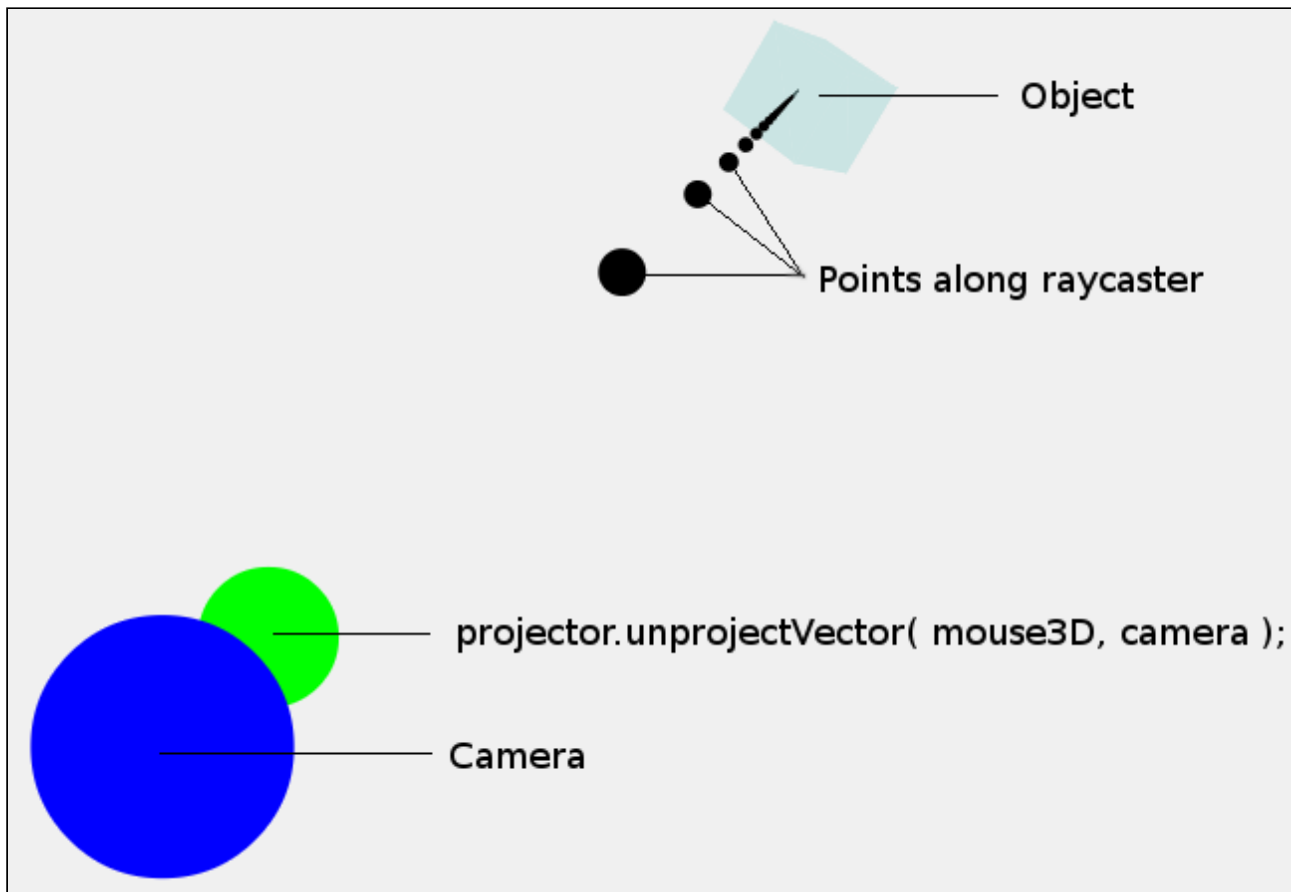 Object
Points along raycaster
projector.unprojectVector( mouse3D, camera );
Camera